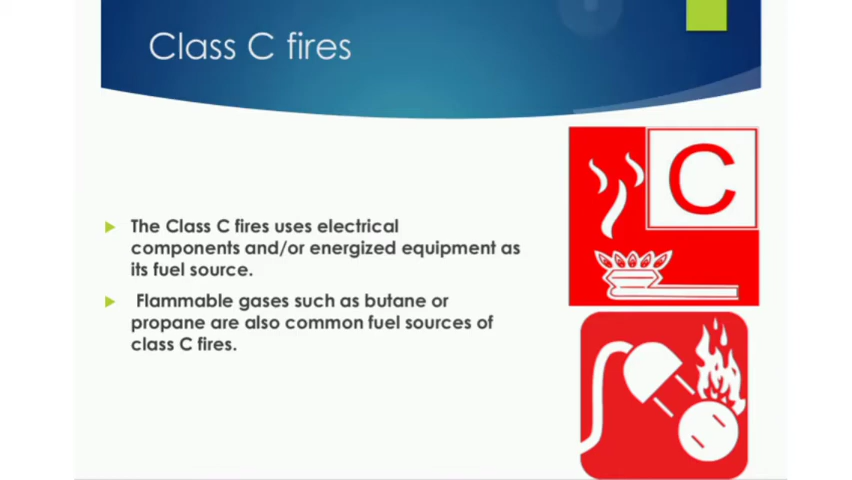 Class C fires
C
The Class C fires uses electrical
components and/or energized equipment as
its fuel source.
Flammable gases such as butane or
propane are also common fuel sources of
class C fires.